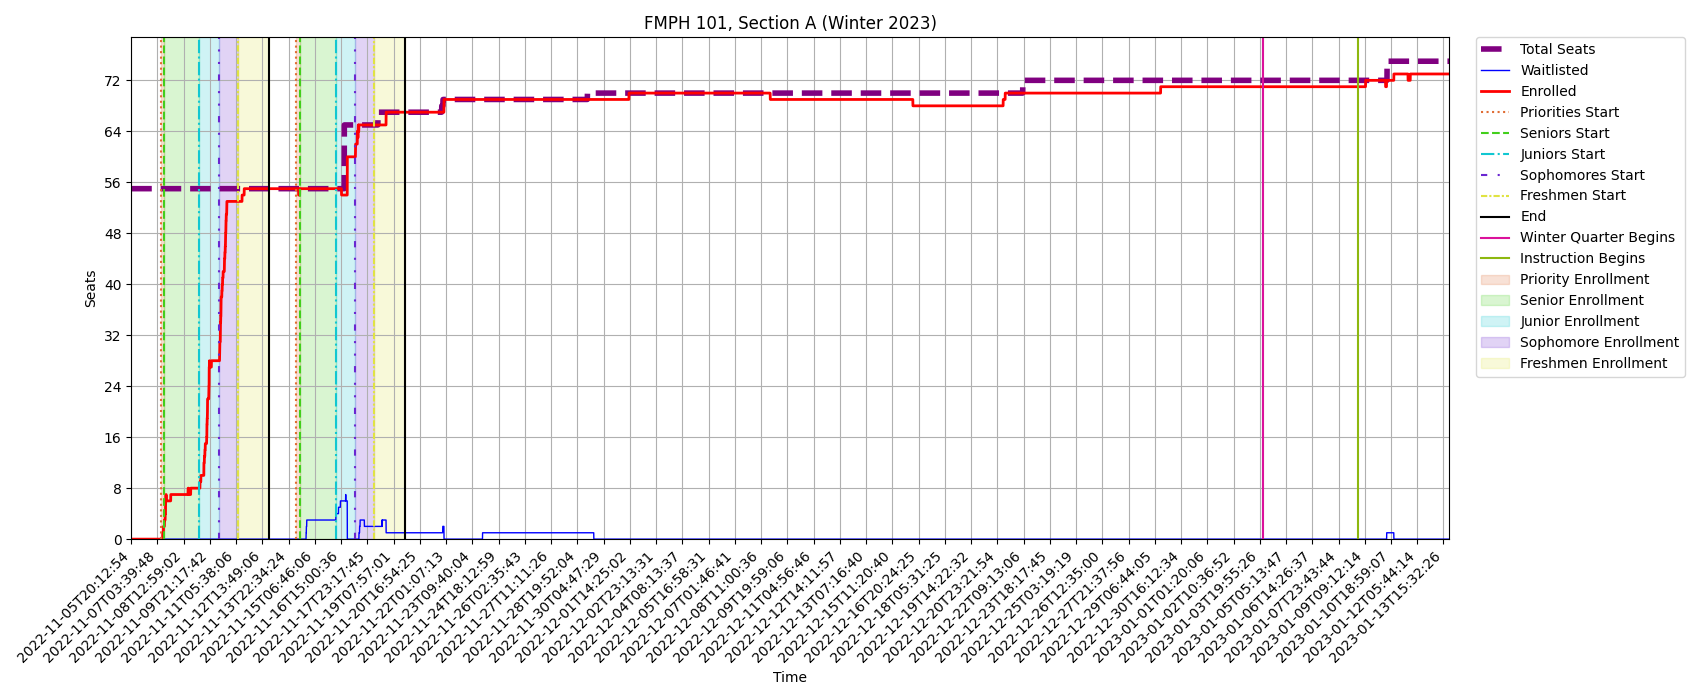 FMPH 101, Section A (Winter 2023)
Seats
72
64
56
48
40
32
24
16
8
0
2022-11-05T20:12:54
2022-11-07T03:39:48
2022-11-08T12:59:02
2022-11-09T21:17:42
2022-11-11T05:38:06
2022-11-12T13:49:06
2022-11-13T22:34:24
2022-11-15T06:46:06
2022-11-16T15:00:36
2022-11-17T23:17:45
2022-11-19T07:57:01
2022-11-20T16:54:25
2022-11-22T01:07:13
2022-11-23T09:40:04
2022-11-24T18:12:59
2022-11-26T02:35:43
2022-11-27T11:11:26
2022-11-28T19:52:04
2022-11-30T04:47:29
2022-12-01T14:25:02
2022-12-02T23:13:31
2022-12-04T08:13:37
2022-12-05T16:58:31
2022-12-07T01:46:41
2022-12-08T11:00:36
2022-12-09T19:59:06
2022-12-11T04:56:46
2022-12-12T14:11:57
2022-12-13T17:16:40
2022-12-15T11:20:40
2022-12-16T20:24:25
2022-12-18T05:31:25
2022-12-19T14:22:32
2022-12-20T23:21:54
2022-12-22T09:13:06
2022-12-23T18:17:45
2022-12-25T03:19:19
2022-12-26T12:35:00
2022-12-27T21:37:56
2022-12-29T06:44:05
2022-12-30T16:12:34
2023-01-01T01:20:06
2023-01-02T10:36:52
2023-01-03T19:55:26
2023-01-05T05:13:47
2023-01-06T14:26:37
2023-01-07T23:43:44
2023-01-09T09:12:14
2023-01-10T18:59:07
2023-01-12T05:44:14
2023-01-13T15:32:26
Time
Total Seats
Waitlisted
Enrolled
Priorities Start
Seniors Start
Juniors Start
Sophomores Start
Freshmen Start
End
Winter Quarter Begins
Instruction Begins
Priority Enrollment
Senior Enrollment
Junior Enrollment
Sophomore Enrollment
Freshmen Enrollment